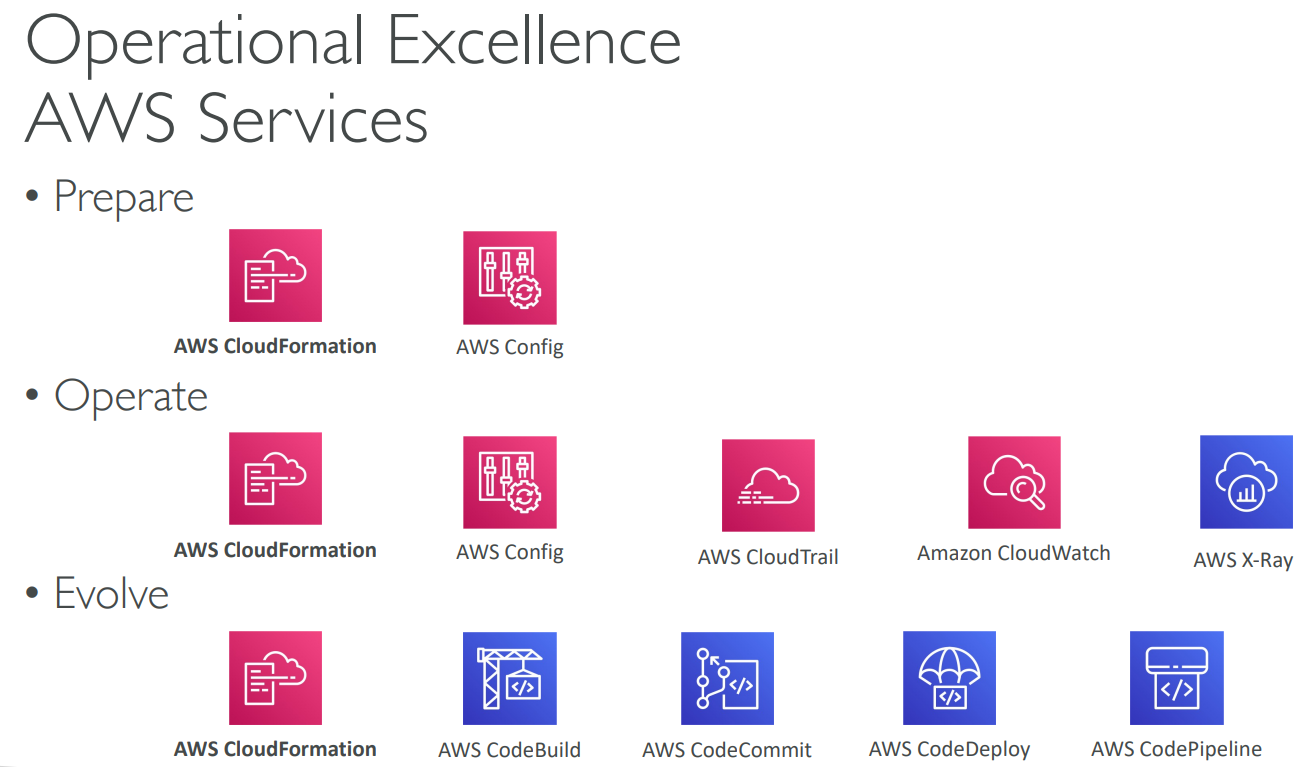 Operational Excellence
AWS Services
• Prepare
AWS CloudFormation
AWS Config
• Operate
AWS CloudFormation
AWS Config
AWS CloudTrail
Amazon CloudWatch
AWS X-Ray
• Evolve
</>
</>
</>
</>
AWS CloudFormation
AWS CodeBuild
AWS CodeCommit
AWS CodeDeploy
AWS CodePipeline